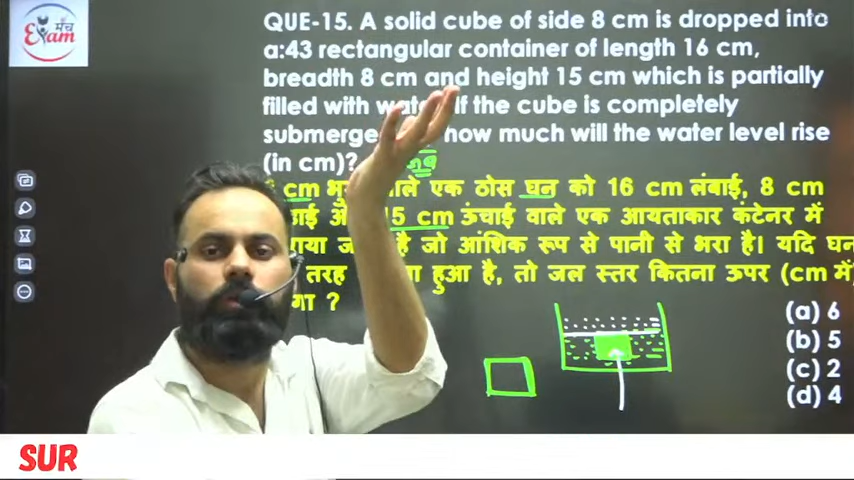 मंच
Exam
QUE-15. A solid cube of side 8 cm is dropped into
a:43 rectangular container of length 16 cm,
breadth 8 cm and height 15 cm which is partially
filled with water. If the cube is completely
submerge how much will the water level rise
(in cm)?
cm वाले एक ठोस घन को 16 cm लंबाई, 8 cm
15 cm ऊंचाई वाले एक आयताकार कंटेनर में
है जो आंशिक रूप से पानी से भरा है। यदि घन
तरह हुआ है, तो जल स्तर कितना ऊपर (cm में
?
(a) 6
(b) 5
(c) 2
(d) 4
SUR